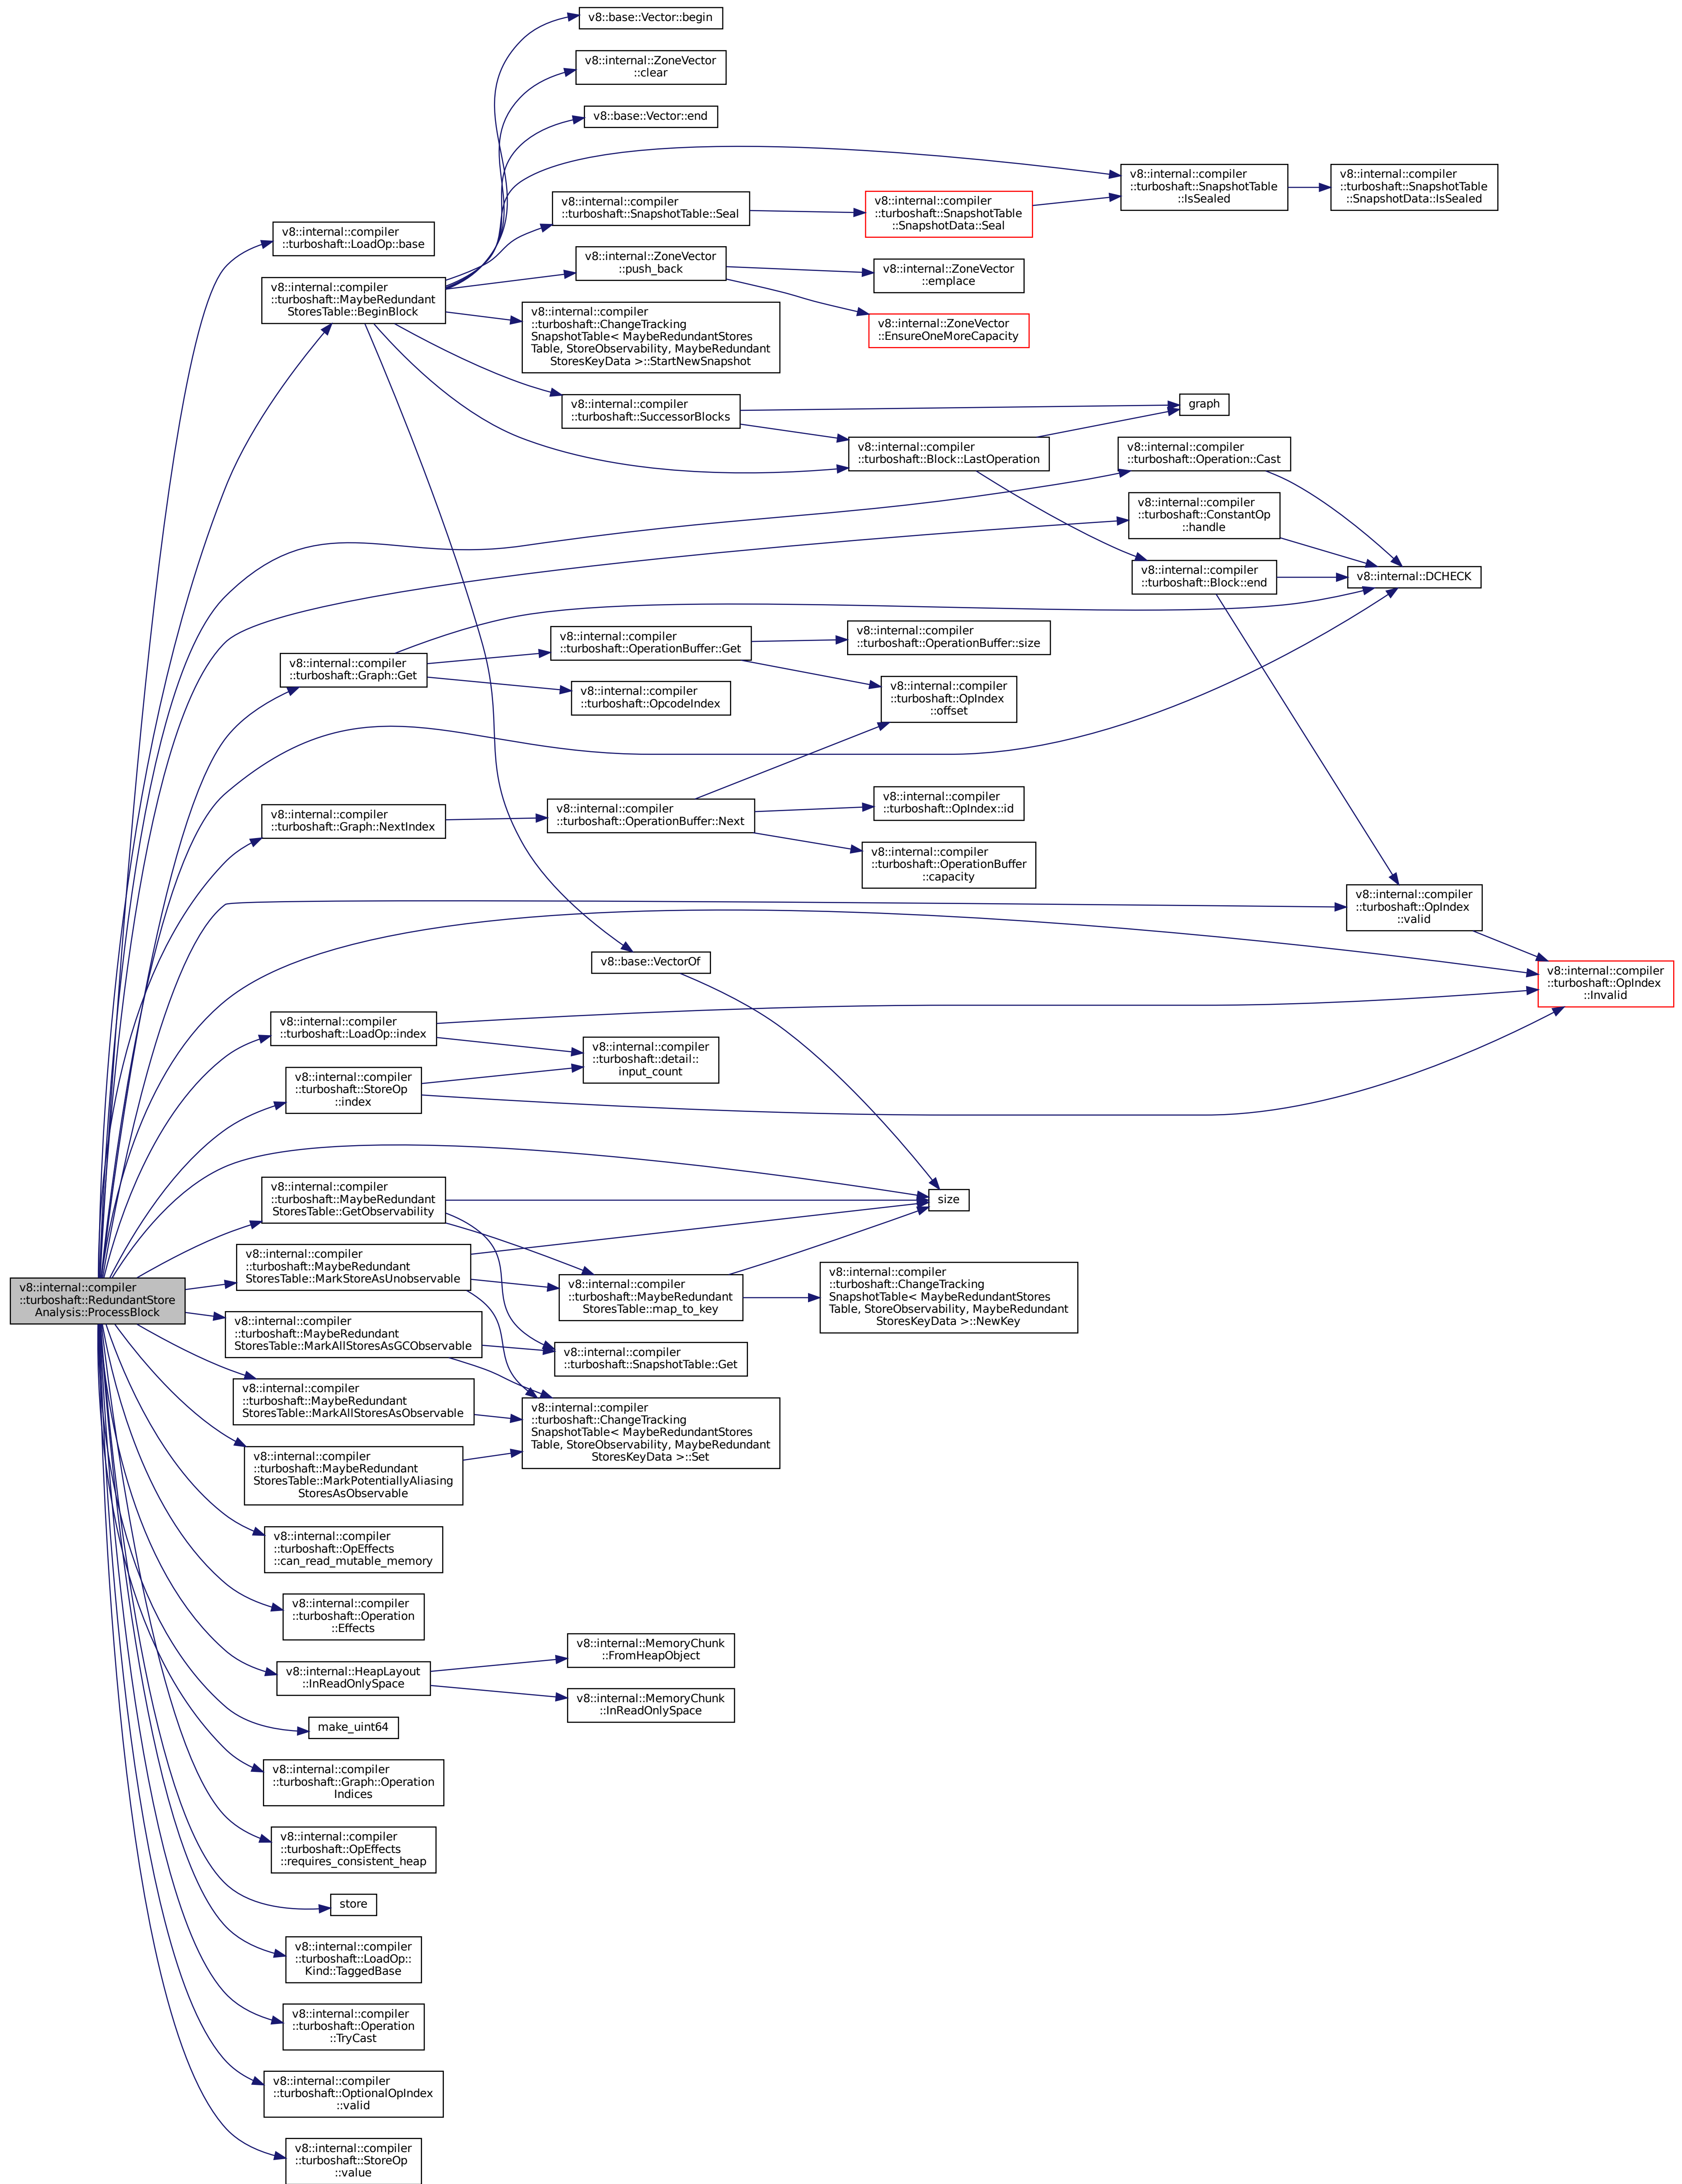 v8::base::Vector::begin
v8::internal::ZoneVector
::clear
v8::base::Vector::end
v8::internal::compiler
::turboshaft::SnapshotTable
::IsSealed
v8::internal::compiler
::turboshaft::SnapshotTable
::SnapshotData::IsSealed
v8::internal::compiler
::turboshaft::SnapshotTable::Seal
v8::internal::compiler
::turboshaft::SnapshotTable
::SnapshotData::Seal
v8::internal::compiler
::turboshaft::LoadOp::base
v8::internal::ZoneVector
::push_back
v8::internal::ZoneVector
::emplace
v8::internal::compiler
::turboshaft::MaybeRedundant
StoresTable::BeginBlock
v8::internal::compiler
::turboshaft::ChangeTracking
SnapshotTable< MaybeRedundantStores
Table, StoreObservability, MaybeRedundant
StoresKeyData >::StartNewSnapshot
v8::internal::ZoneVector
::EnsureOneMoreCapacity
v8::internal::compiler
::turboshaft::SuccessorBlocks
graph
v8::internal::compiler
::turboshaft::Block::LastOperation
v8::internal::compiler
::turboshaft::Operation::Cast
v8::internal::compiler
::turboshaft::ConstantOp
::handle
v8::internal::compiler
::turboshaft::Block::end
v8::internal::DCHECK
v8::internal::compiler
::turboshaft::Graph::Get
v8::internal::compiler
::turboshaft::OperationBuffer::Get
v8::internal::compiler
::turboshaft::OperationBuffer::size
v8::internal::compiler
::turboshaft::OpcodeIndex
v8::internal::compiler
::turboshaft::OpIndex
::offset
v8::internal::compiler
::turboshaft::Graph::NextIndex
v8::internal::compiler
::turboshaft::OperationBuffer::Next
v8::internal::compiler
::turboshaft::OpIndex::id
v8::internal::compiler
::turboshaft::OperationBuffer
::capacity
v8::internal::compiler
::turboshaft::OpIndex
::valid
v8::base::VectorOf
v8::internal::compiler
::turboshaft::OpIndex
::Invalid
v8::internal::compiler
::turboshaft::LoadOp::index
v8::internal::compiler
::turboshaft::detail::
input_count
v8::internal::compiler
::turboshaft::StoreOp
::index
v8::internal::compiler
::turboshaft::MaybeRedundant
StoresTable::GetObservability
size
v8::internal::compiler
::turboshaft::MaybeRedundant
StoresTable::MarkStoreAsUnobservable
v8::internal::compiler
::turboshaft::RedundantStore
Analysis::ProcessBlock
v8::internal::compiler
::turboshaft::MaybeRedundant
StoresTable::map_to_key
v8::internal::compiler
::turboshaft::ChangeTracking
SnapshotTable< MaybeRedundantStores
Table, StoreObservability, MaybeRedundant
StoresKeyData >::NewKey
v8::internal::compiler
::turboshaft::MaybeRedundant
StoresTable::MarkAllStoresAsGCObservable
v8::internal::compiler
::turboshaft::SnapshotTable::Get
v8::internal::compiler
::turboshaft::MaybeRedundant
StoresTable::MarkAllStoresAsObservable
v8::internal::compiler
::turboshaft::ChangeTracking
SnapshotTable< MaybeRedundantStores
Table, StoreObservability, MaybeRedundant
StoresKeyData >::Set
v8::internal::compiler
::turboshaft::MaybeRedundant
StoresTable::MarkPotentiallyAliasing
StoresAsObservable
v8::internal::compiler
::turboshaft::OpEffects
::can_read_mutable_memory
v8::internal::compiler
::turboshaft::Operation
::Effects
v8::internal::HeapLayout
::InReadOnlySpace
v8::internal::MemoryChunk
::FromHeapObject
v8::internal::MemoryChunk
::InReadOnlySpace
make_uint64
v8::internal::compiler
::turboshaft::Graph::Operation
Indices
v8::internal::compiler
::turboshaft::OpEffects
::requires_consistent_heap
store
v8::internal::compiler
::turboshaft::LoadOp::
Kind::TaggedBase
v8::internal::compiler
::turboshaft::Operation
::TryCast
v8::internal::compiler
::turboshaft::OptionalOpIndex
::valid
v8::internal::compiler
::turboshaft::StoreOp
::value